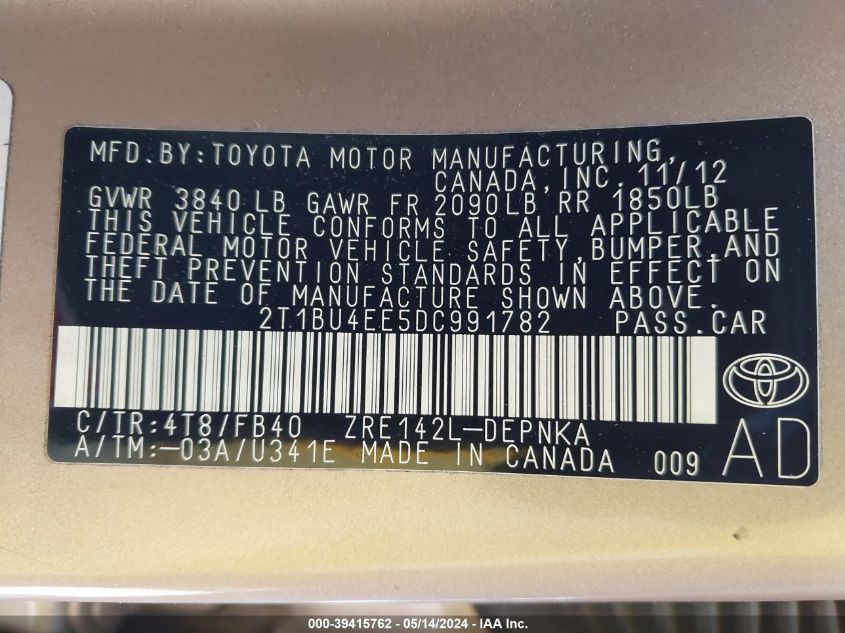 MFD.BY:TOYOTA MOTOR MANUFACTURING,
CANADA,INC. 11/12
GVWR 3840 LB GAWR FR 2090LB RR 1850LB
THIS VEHICLE CONFORMS TO ALL APPLICABLE
FEDERAL MOTOR VEHICLE SAFETY,BUMPER,AND
THEFT PREVENTION STANDARDS IN EFFECT ON
THE DATE OF MANUFACTURE SHOWN ABOVE.
2T1BU4EE5DC991782 PASS.CAR
C/TR:4T8/FB40 ZRE142L-DEPNKA
A/TM:-03A/U341E MADE IN CANADA 009 AD
000-39415762 - 05/14/2024 - IAA Inc.